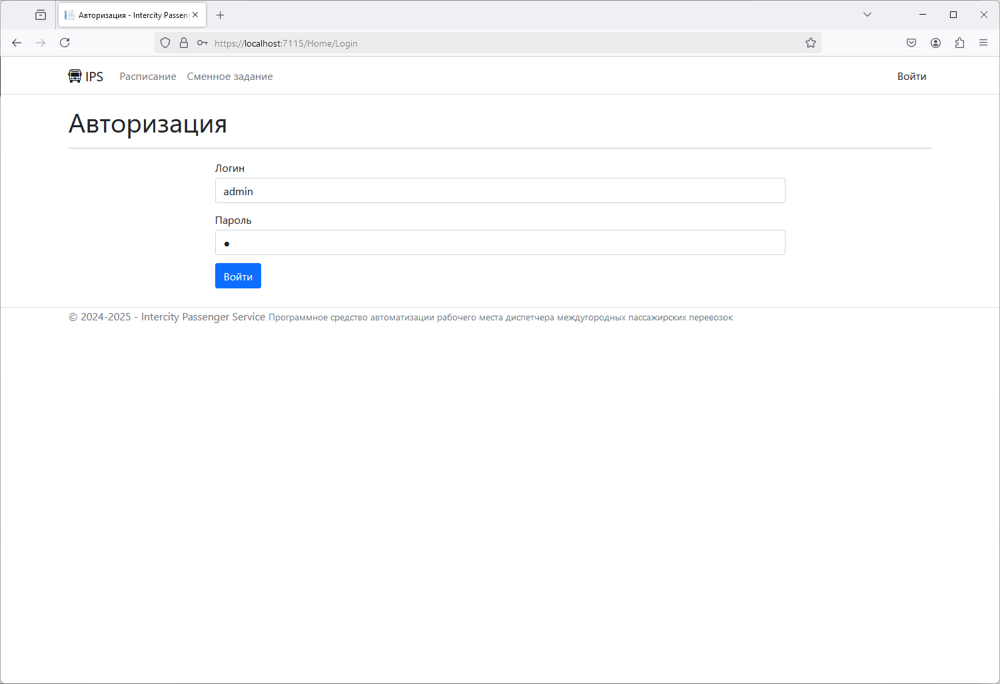 Авторизация - Intercity Passen
https://localhost:7115/Home/Login
IPS Расписание Сменное задание Войти
Авторизация
Логин
admin
Пароль
Войти
© 2024-2025 - Intercity Passenger Service Программное средство автоматизации рабочего места диспетчера междугородных пассажирских перевозок